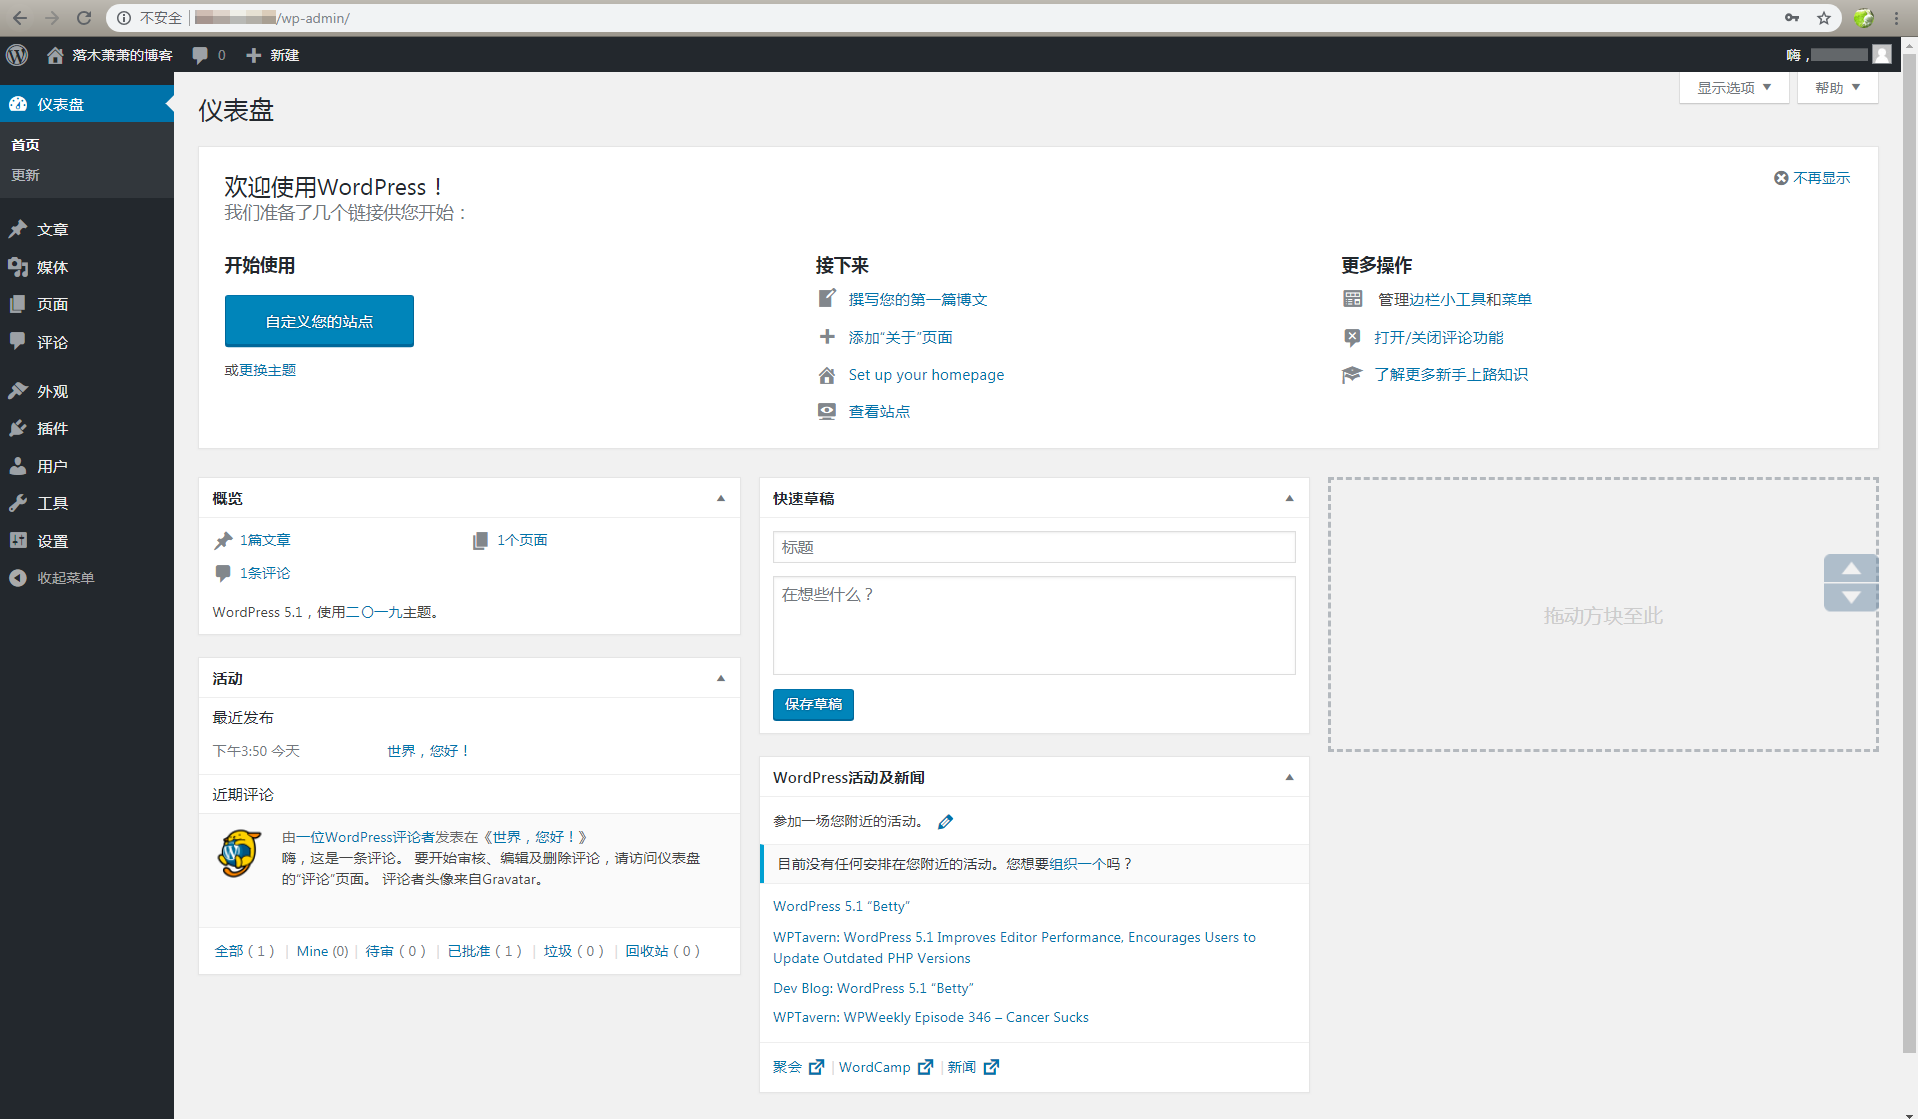 不安全 /wp-admin/
落木萧萧的博客 0 新建 嗨，
仪表盘
首页
更新
文章
媒体
页面
评论
外观
插件
用户
工具
设置
收起菜单
显示选项 帮助
仪表盘
欢迎使用WordPress！
不再显示
我们准备了几个链接供您开始：
开始使用
自定义您的站点
或更换主题
接下来
撰写您的第一篇博文
添加“关于”页面
Set up your homepage
查看站点
更多操作
管理边栏小工具和菜单
打开/关闭评论功能
了解更多新手上路知识
概览
1篇文章 1个页面
1条评论
WordPress 5.1，使用二〇一九主题。
活动
最近发布
下午3:50 今天 世界，您好！
近期评论
由一位WordPress评论者发表在《世界，您好！》
嗨，这是一条评论。 要开始审核、编辑及删除评论，请访问仪表盘
的“评论”页面。 评论者头像来自Gravatar。
全部（1） | Mine (0) | 待审（0） | 已批准（1） | 垃圾（0） | 回收站（0）
快速草稿
标题
在想些什么？
保存草稿
WordPress活动及新闻
参加一场您附近的活动。
目前没有任何安排在您附近的活动。您想要组织一个吗？
WordPress 5.1 “Betty”
WPTavern: WordPress 5.1 Improves Editor Performance, Encourages Users to
Update Outdated PHP Versions
Dev Blog: WordPress 5.1 “Betty”
WPTavern: WPWeekly Episode 346 – Cancer Sucks
聚会 | WordCamp | 新闻
拖动方块至此